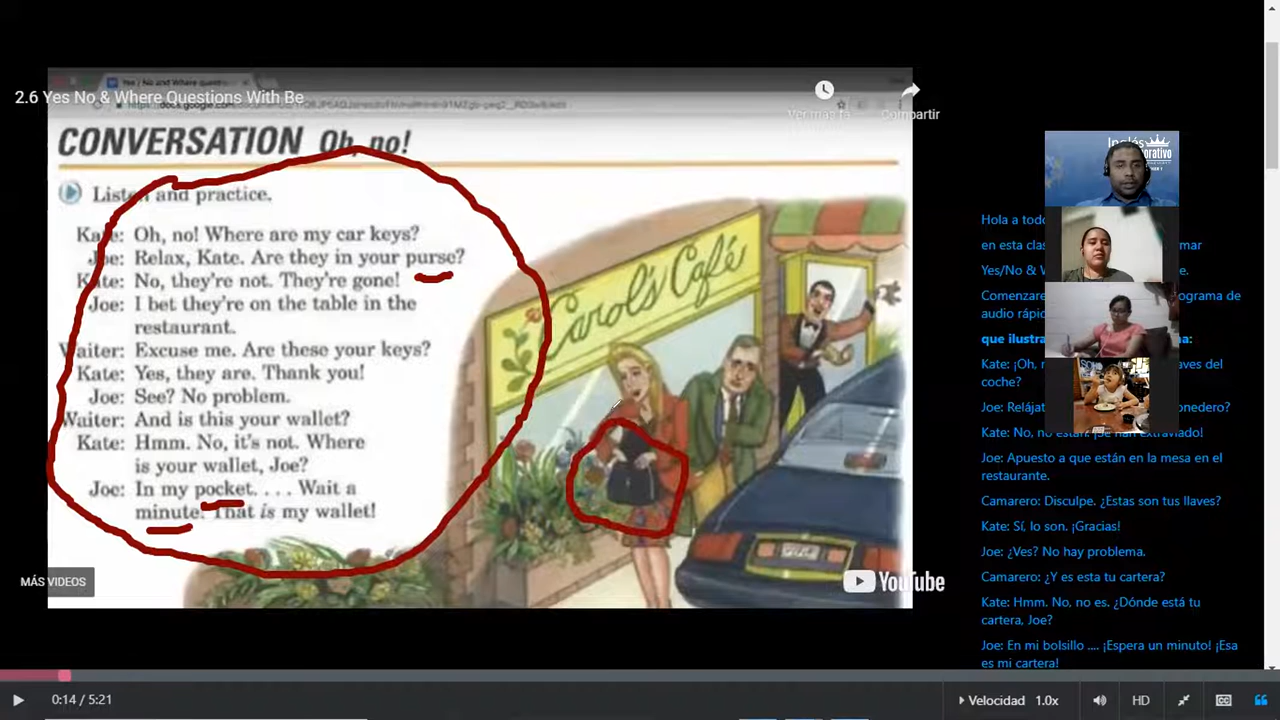 2.6 Yes No & Where Questions With Be
Ver más ta
Compartir
CONVERSATION Oh, no!
Listen and practice.
Kate: Oh, no! Where are my car keys?
Joe: Relax, Kate. Are they in your purse?
Kate: No, they're not. They're gone!
Joe: I bet they're on the table in the
restaurant.
Waiter: Excuse me. Are these your keys?
Kate: Yes, they are. Thank you!
Joe: See? No problem.
Waiter: And is this your wallet?
Kate: Hmm. No, it's not. Where
is your wallet, Joe?
Joe: In my pocket. . . . Wait a
minute! That is my wallet!
Carol's Café
MÁS VIDEOS
YouTube
Inglés
Hola a todo
en esta clas mar
Yes/No & W e.
Comenzare ograma de
audio rápi
que ilustra a:
Kate: ¡Oh, n aves del
coche?
Joe: Relája onedero?
Kate: No, no están. ¡Se han extraviado!
Joe: Apuesto a que están en la mesa en el
restaurante.
Camarero: Disculpe. ¿Estas son tus llaves?
Kate: Sí, lo son. ¡Gracias!
Joe: ¿Ves? No hay problema.
Camarero: ¿Y es esta tu cartera?
Kate: Hmm. No, no es. ¿Dónde está tu
cartera, Joe?
Joe: En mi bolsillo .... ¡Espera un minuto! ¡Esa
es mi cartera!
0:14 / 5:21
Velocidad 1.0x
HD
CC